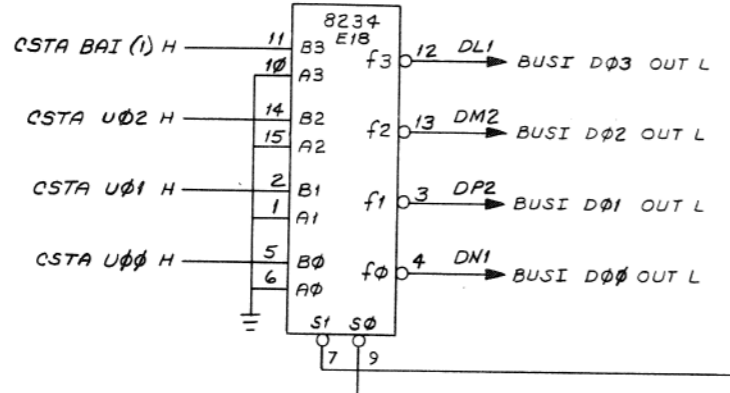 8234
E18
CSTA BAI (1) H 11 B3 f3 12 DL1 BUSI DØ3 OUT L
1Ø A3
CSTA UØ2 H 14 B2 f2 13 DM2 BUSI DØ2 OUT L
15 A2
CSTA UØ1 H 2 B1 f1 3 DP2 BUSI DØ1 OUT L
1 A1
CSTA UØØ H 5 BØ fØ 4 DN1 BUSI DØØ OUT L
6 AØ
S1 SØ
7 9